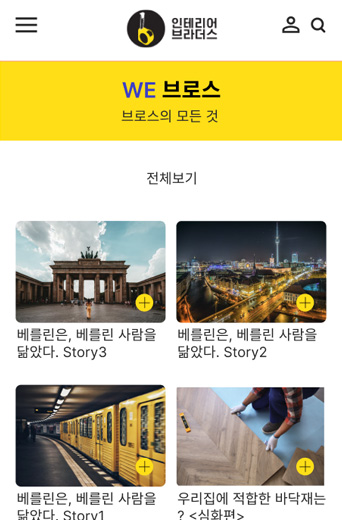 인테리어
브라더스
WE 브로스
브로스의 모든 것
전체보기
베를린은, 베를린 사람을
닮았다. Story3
베를린은, 베를린 사람을
닮았다. Story2
베를린은, 베를린 사람을
닮았다. Story1
우리집에 적합한 바닥재는
? <심화편>